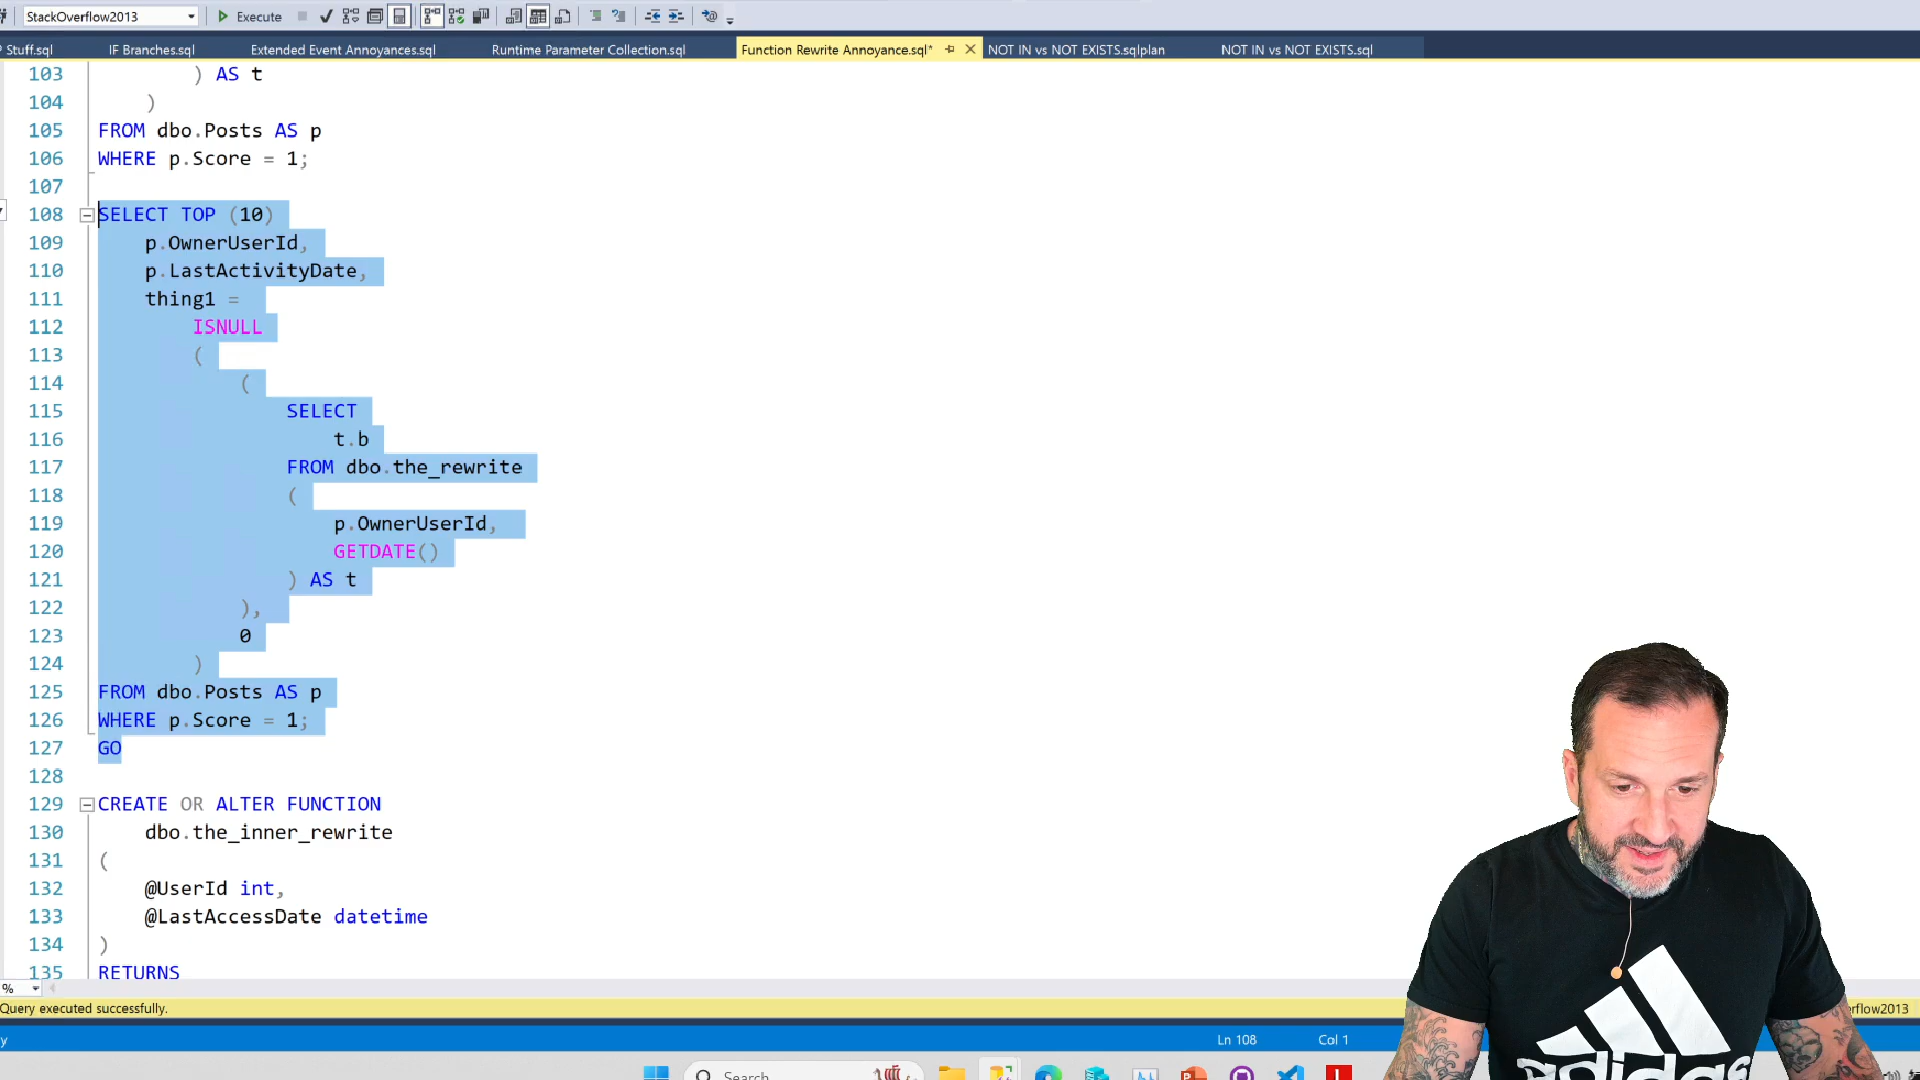 StackOverflow2013
Execute
P Stuff.sql
IF Branches.sql
Extended Event Annoyances.sql
Runtime Parameter Collection.sql
Function Rewrite Annoyance.sql*
NOT IN vs NOT EXISTS.sqlplan
NOT IN vs NOT EXISTS.sql
103 ) AS t
104 )
105 FROM dbo.Posts AS p
106 WHERE p.Score = 1;
107
108 SELECT TOP (10)
109 p.OwnerUserId,
110 p.LastActivityDate,
111 thing1 =
112 ISNULL
113 (
114 (
115 SELECT
116 t.b
117 FROM dbo.the_rewrite
118 (
119 p.OwnerUserId,
120 GETDATE()
121 ) AS t
122 ),
123 0
124 )
125 FROM dbo.Posts AS p
126 WHERE p.Score = 1;
127 GO
128
129 CREATE OR ALTER FUNCTION
130 dbo.the_inner_rewrite
131 (
132 @UserId int,
133 @LastAccessDate datetime
134 )
135 RETURNS
%
Query executed successfully.
erflow2013
y
Ln 108
Col 1
Search
adidas